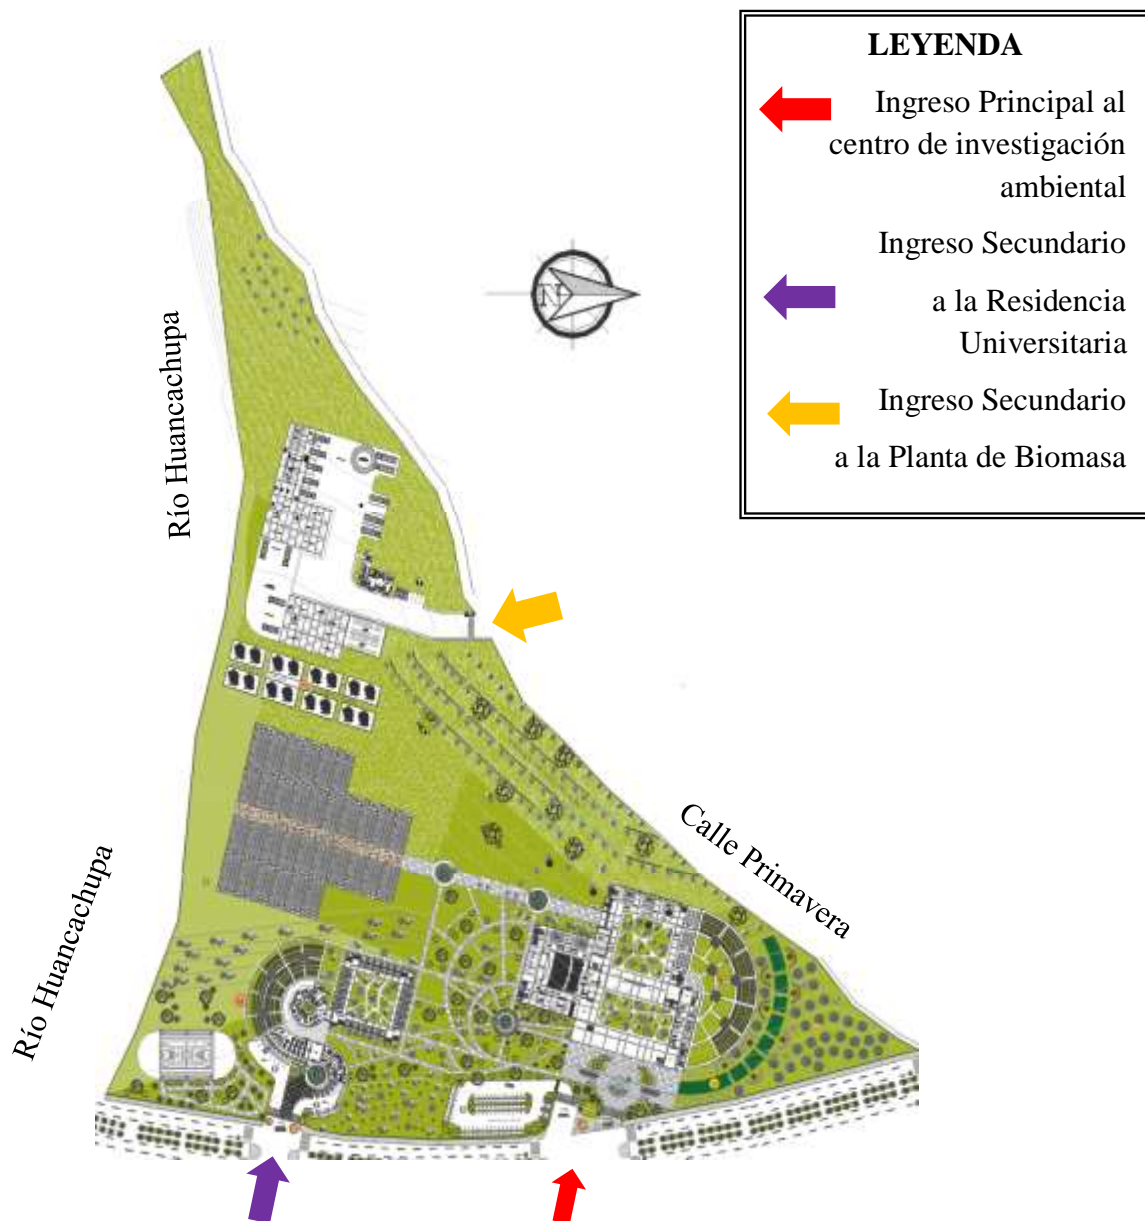 LEYENDA
Ingreso Principal al
centro de investigación
ambiental
Ingreso Secundario
a la Residencia
Universitaria
Ingreso Secundario
a la Planta de Biomasa
N
Río Huancachupa
Calle Primavera
Río Huancachupa